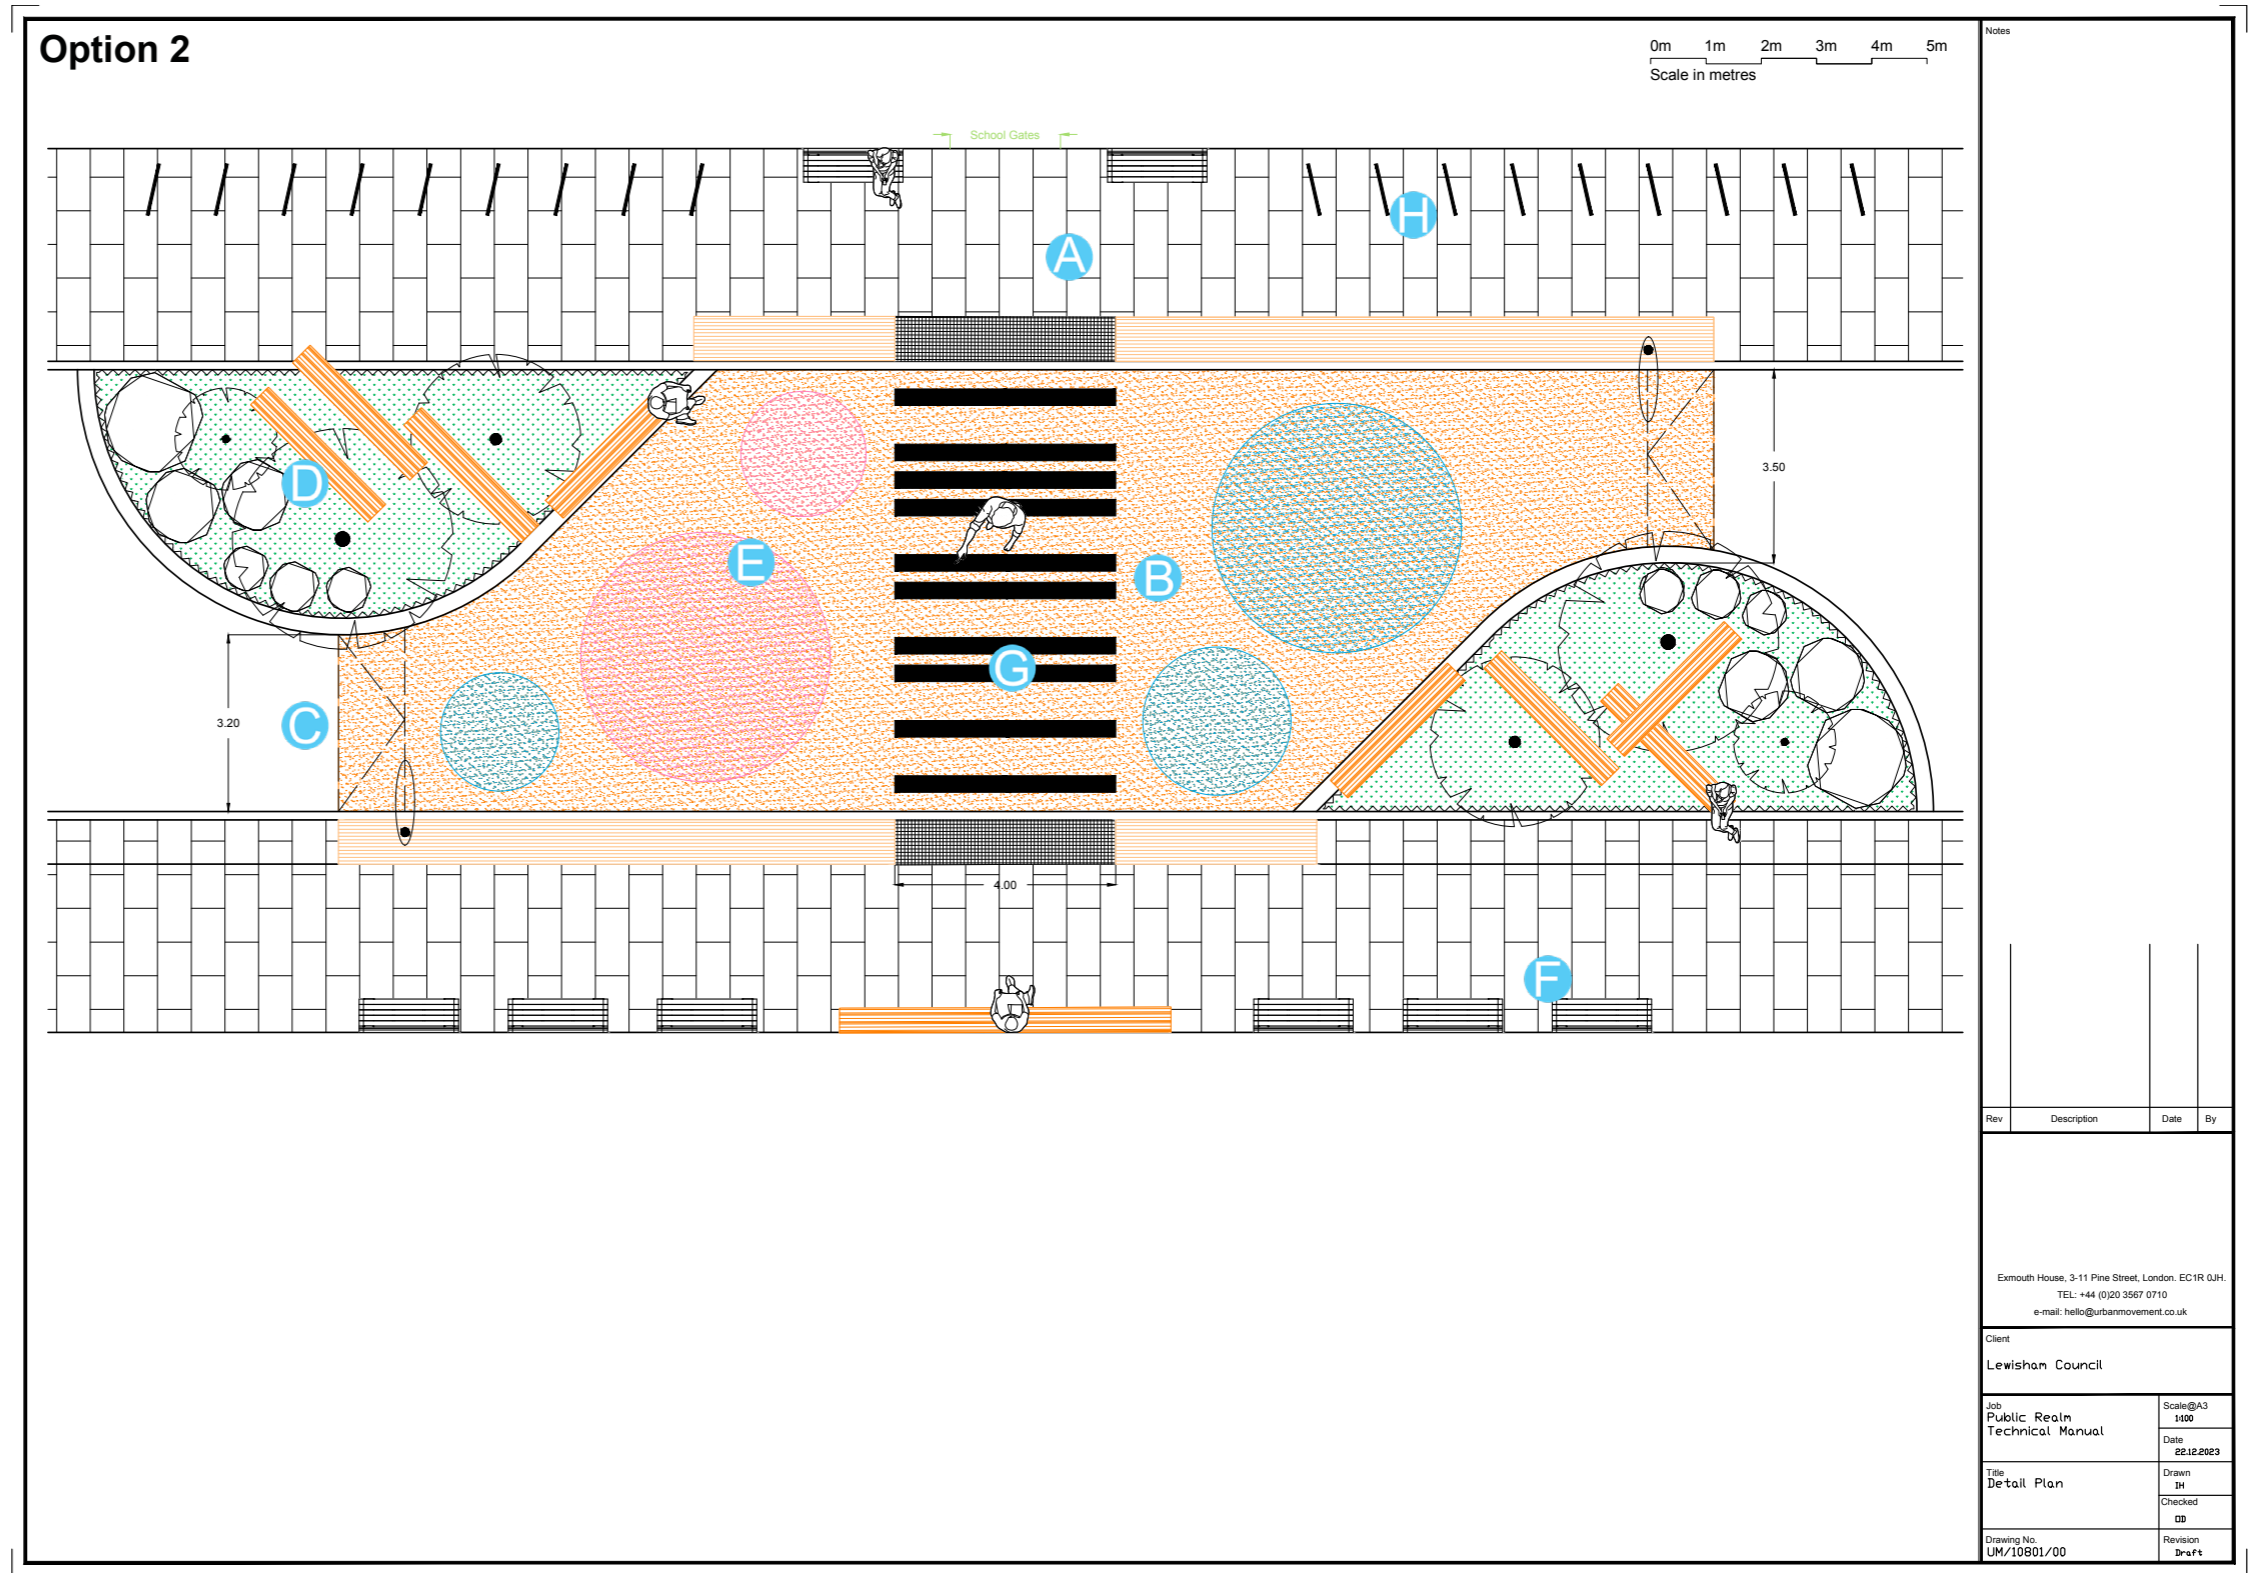 Option 2
0m 1m 2m 3m 4m 5m
Scale in metres
School Gates
H
A
D
3.50
E
B
G
C
3.20
4.00
F
Notes
Rev Description Date By
Exmouth House, 3-11 Pine Street, London. EC1R 0JH.
TEL: +44 (0)20 3567 0710
e-mail: hello@urbanmovement.co.uk
Client
Lewisham Council
Job
Public Realm
Technical Manual
Scale@A3
1:100
Date
22.12.2023
Title
Detail Plan
Drawn
IH
Checked
OD
Drawing No.
UM/10801/00
Revision
Draft